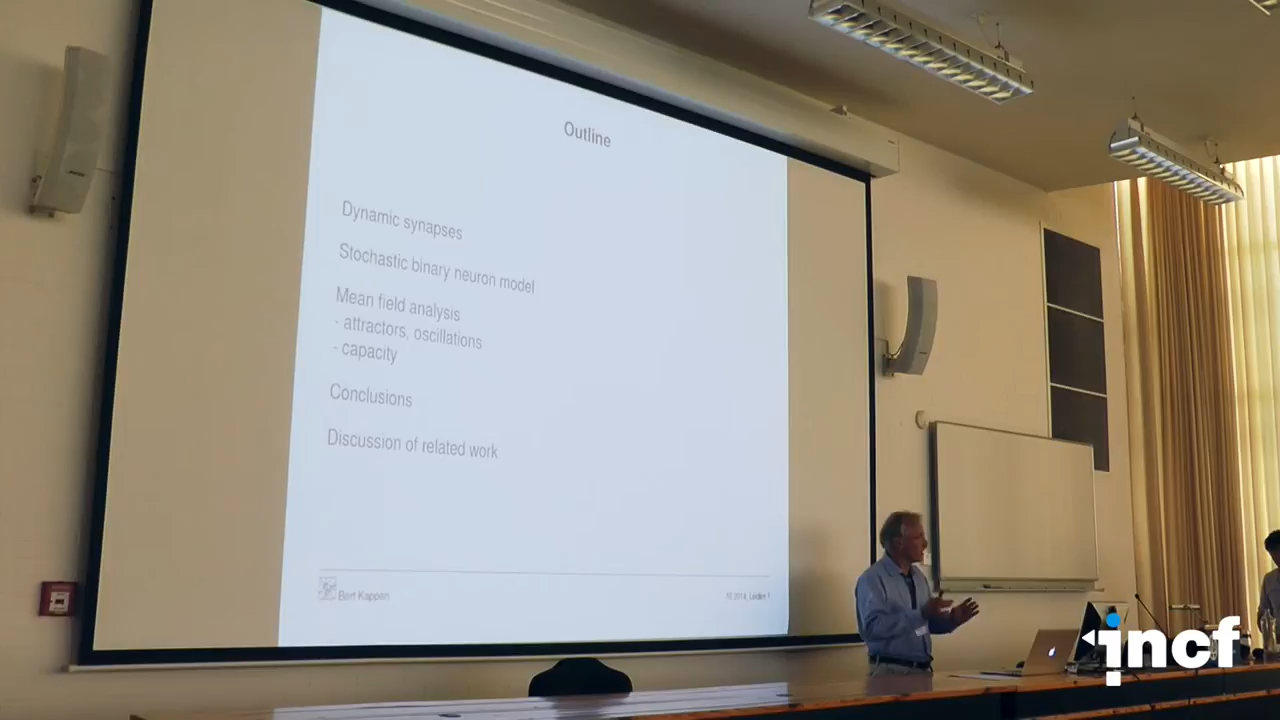 Outline
Dynamic synapses
Stochastic binary neuron model
Mean field analysis
- attractors, oscillations
- capacity
Conclusions
Discussion of related work
Bert Kappen
incf